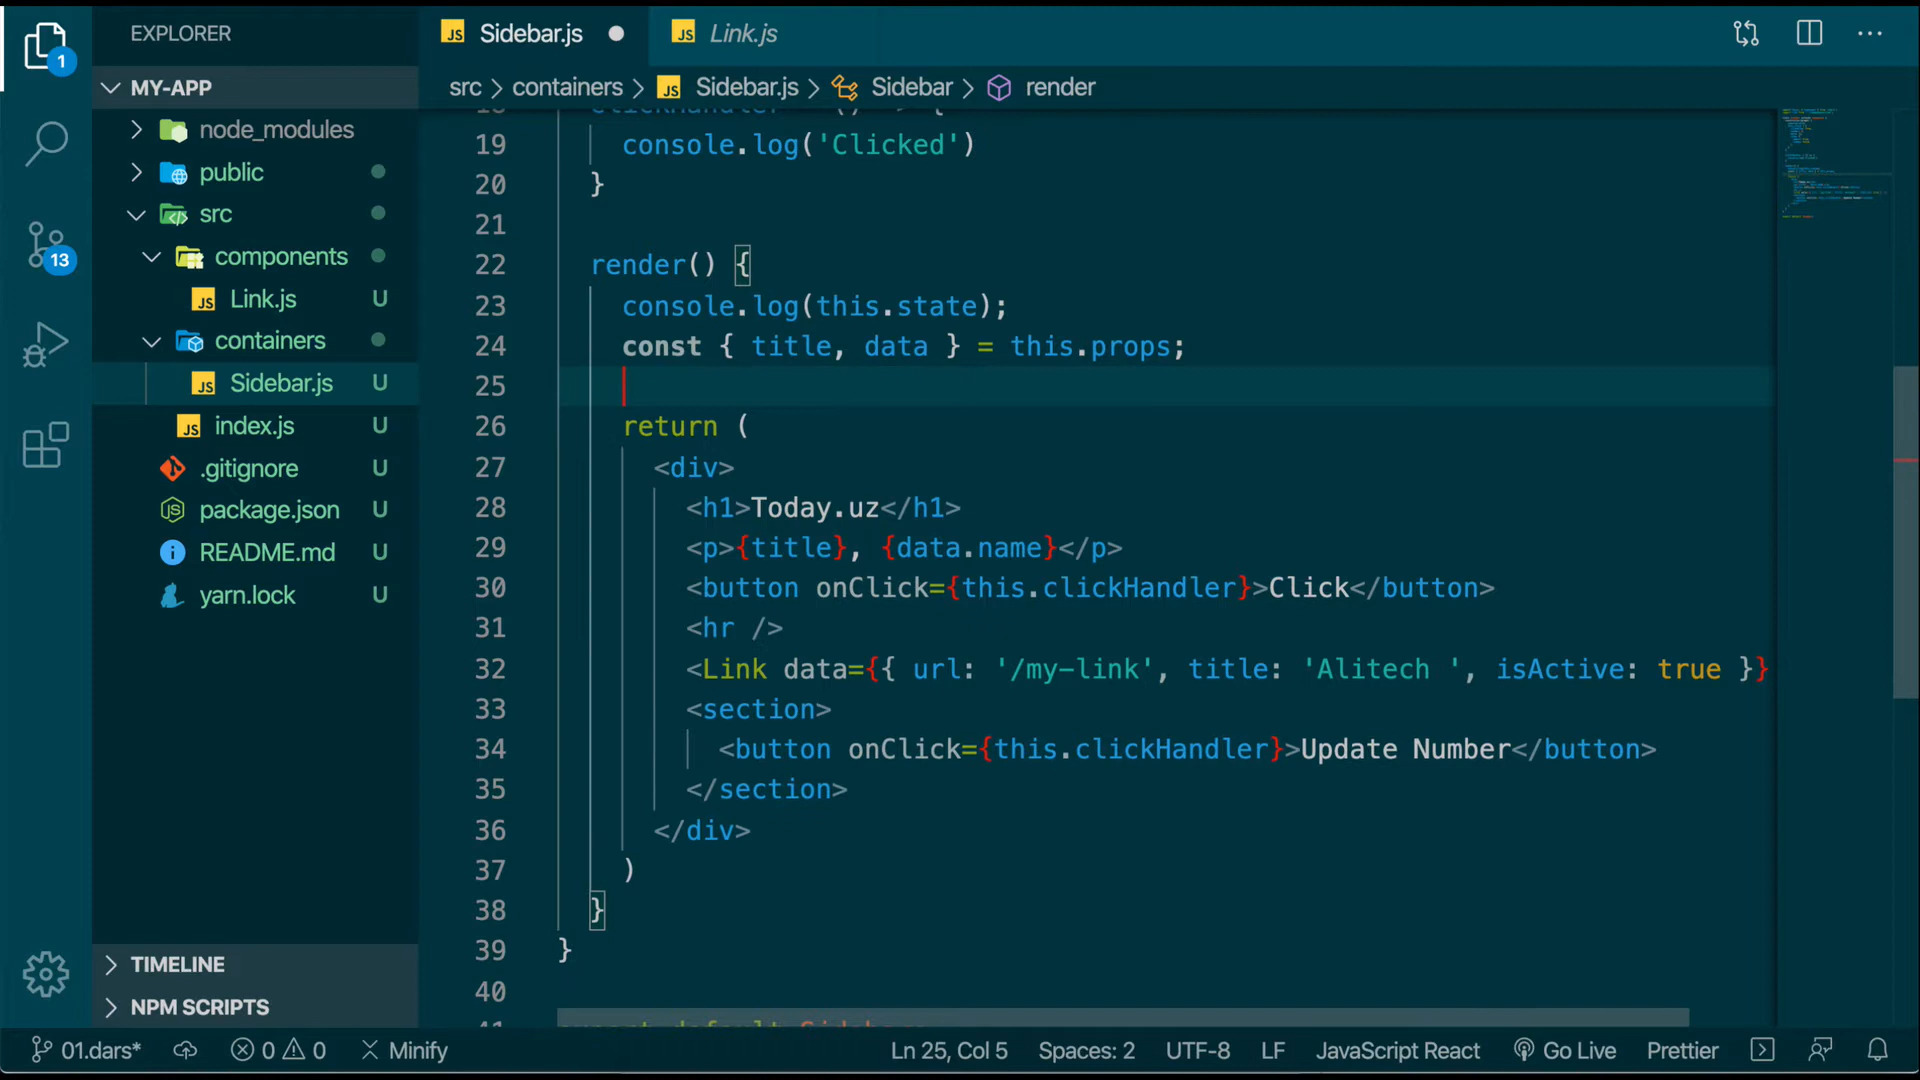 EXPLORER
Sidebar.js
Link.js
1
MY-APP
src > containers > JS Sidebar.js > Sidebar > render
node_modules
public
src
components
JS Link.js U
containers
JS Sidebar.js U
JS index.js U
.gitignore U
package.json U
README.md U
yarn.lock U
13
TIMELINE
NPM SCRIPTS
19 console.log('Clicked')
20 }
21
22 render() {
23 console.log(this.state);
24 const { title, data } = this.props;
25
26 return (
27 <div>
28 <h1>Today.uz</h1>
29 <p>{title}, {data.name}</p>
30 <button onClick={this.clickHandler}>Click</button>
31 <hr />
32 <Link data={{ url: '/my-link', title: 'Alitech ', isActive: true }}
33 <section>
34 <button onClick={this.clickHandler}>Update Number</button>
35 </section>
36 </div>
37 )
38 }
39 }
40
01.dars* 0 0 Minify Ln 25, Col 5 Spaces: 2 UTF-8 LF JavaScript React Go Live Prettier